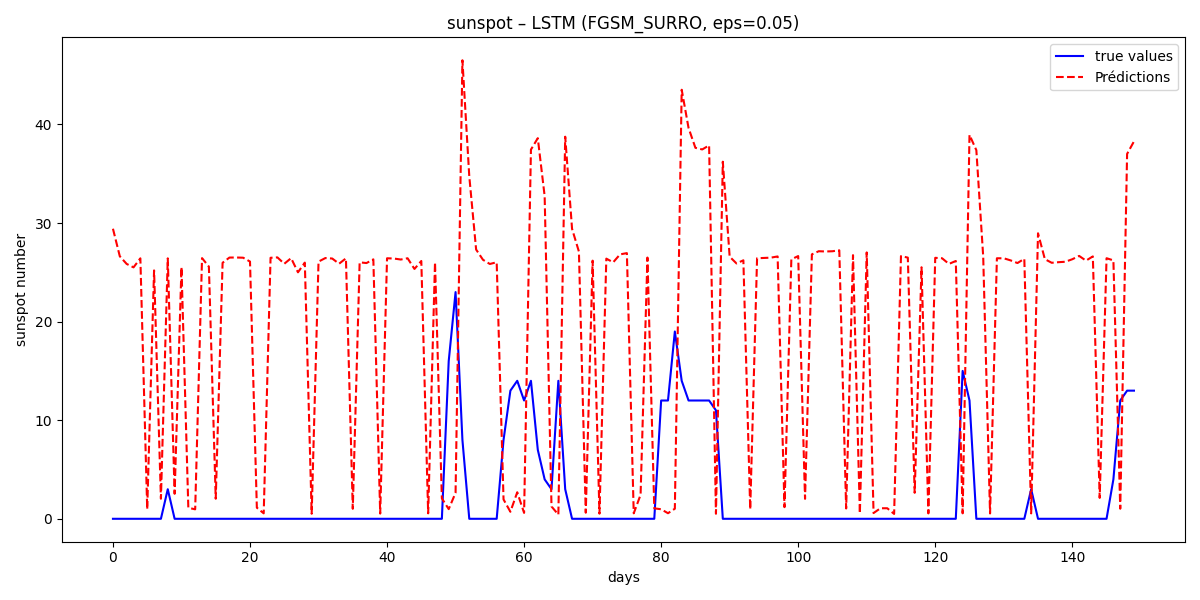 sunspot – LSTM (FGSM_SURRO, eps=0.05)
true values
Prédictions
sunspot number
40
30
20
10
0
0 20 40 60 80 100 120 140
days